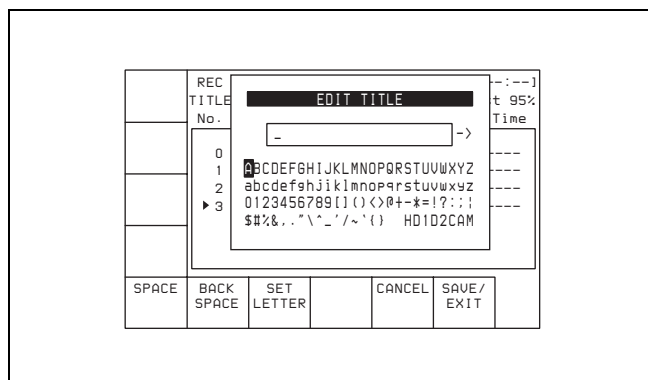 REC --:--]
TITLE t 95%
No. Time
EDIT TITLE
_ ->
0 ----
1 ----
2 ----
3 ----
ABCDEFGHIJKLMNOPQRSTUVWXYZ
abcdefghjiklmnopqrstuvwxyz
0123456789[]()<>@+-*=!?:;¦
$#%&,."\^_'/~`{} HD1D2CAM
SPACE
BACK SPACE
SET LETTER
CANCEL
SAVE/ EXIT